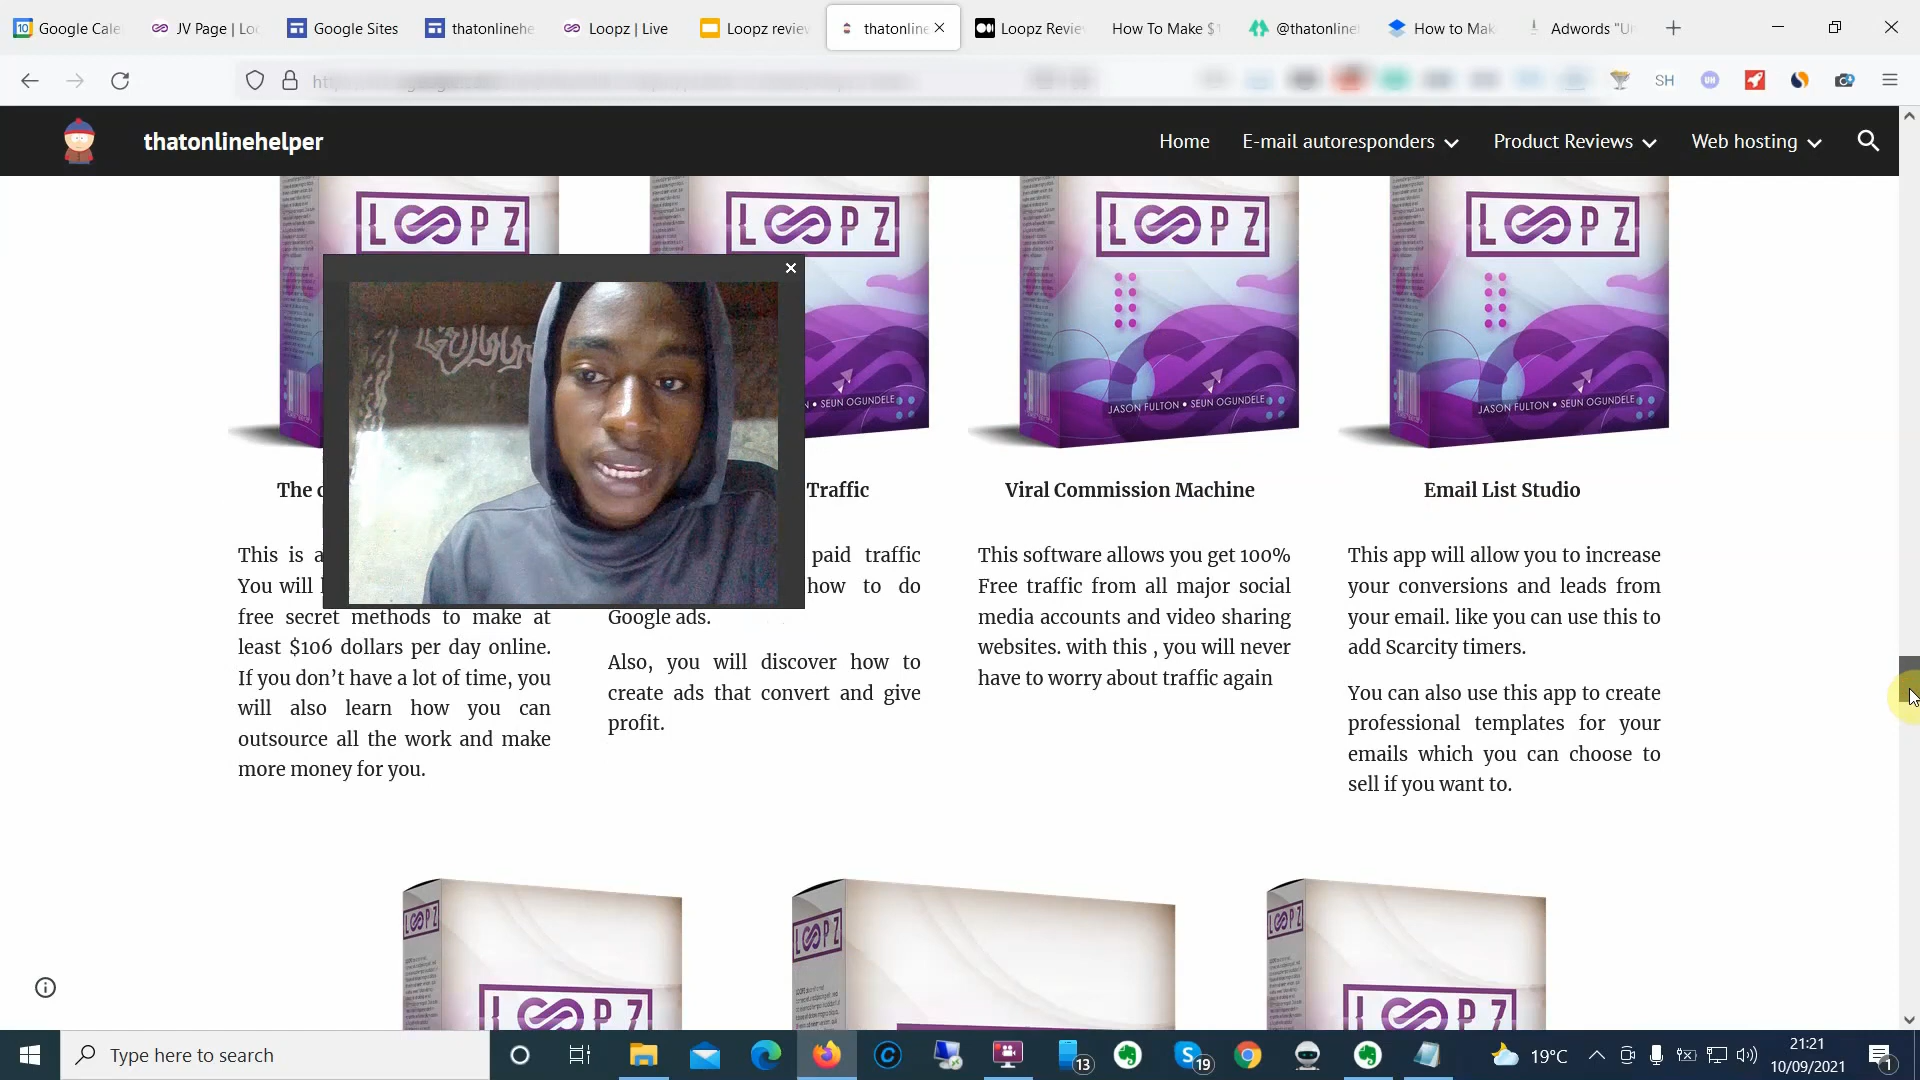 Google Cale
JV Page | Lo
Google Sites
thatonlinehe
Loopz | Live
Loopz review
thatonline
Loopz Revie
How To Make $1
@thatonline
How to Mak
Adwords "Un
thatonlinehelper
Home
E-mail autoresponders
Product Reviews
Web hosting
SH
LOOPZ
LOOPZ
LOOPZ
LOOPZ
N • SEUN OGUNDELE
JASON FULTON • SEUN OGUNDELE
JASON FULTON • SEUN OGUNDELE
The
Traffic
Viral Commission Machine
Email List Studio
This is a
You will
free secret methods to make at
least $106 dollars per day online.
If you don’t have a lot of time, you
will also learn how you can
outsource all the work and make
more money for you.
paid traffic
how to do
Google ads.
Also, you will discover how to
create ads that convert and give
profit.
This software allows you get 100%
Free traffic from all major social
media accounts and video sharing
websites. with this , you will never
have to worry about traffic again
This app will allow you to increase
your conversions and leads from
your email. like you can use this to
add Scarcity timers.
You can also use this app to create
professional templates for your
emails which you can choose to
sell if you want to.
LOOPZ
LOOPZ
LOOPZ
LOOPZ
LOOPZ
Type here to search
13
19
19°C
21:21
10/09/2021
1